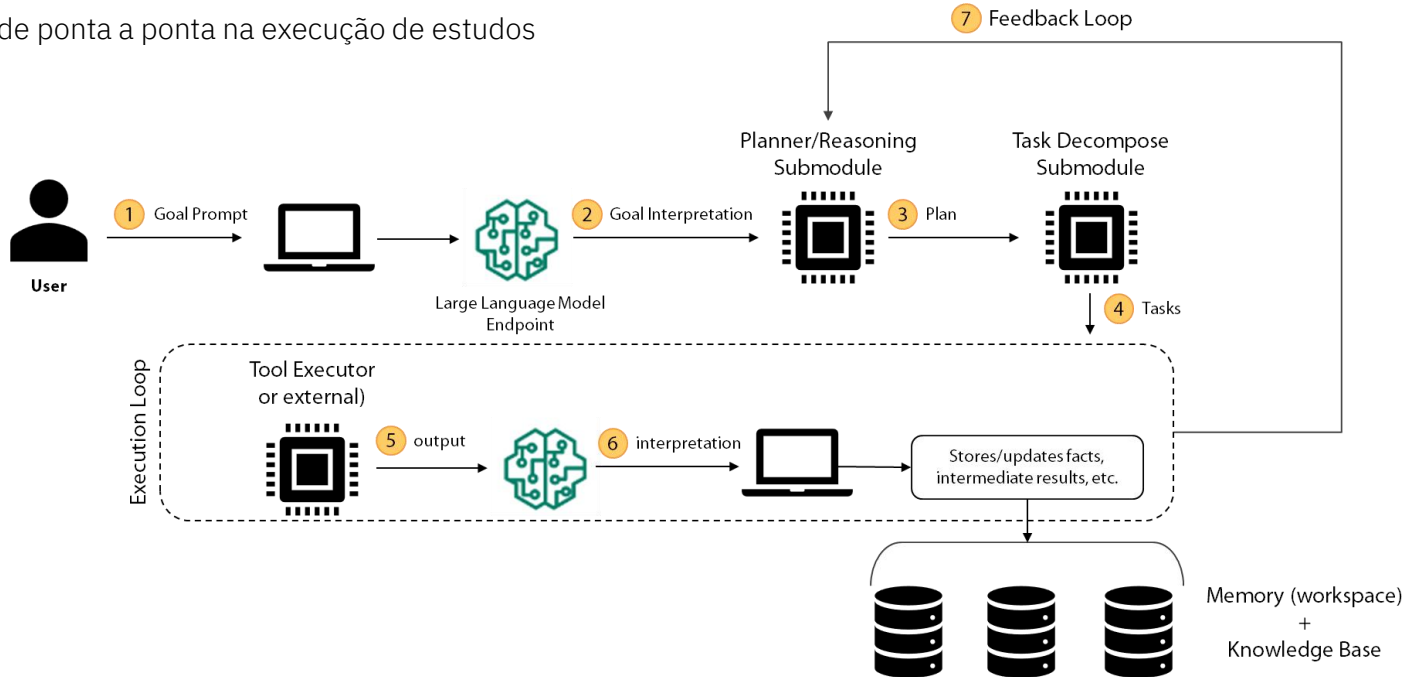 de ponta a ponta na execução de estudos
7 Feedback Loop
Planner/Reasoning
Submodule
Task Decompose
Submodule
1 Goal Prompt
2 Goal Interpretation
3 Plan
User
Large Language Model
Endpoint
4 Tasks
Execution Loop
Tool Executor
or external)
5 output
6 interpretation
Stores/updates facts,
intermediate results, etc.
Memory (workspace)
+
Knowledge Base